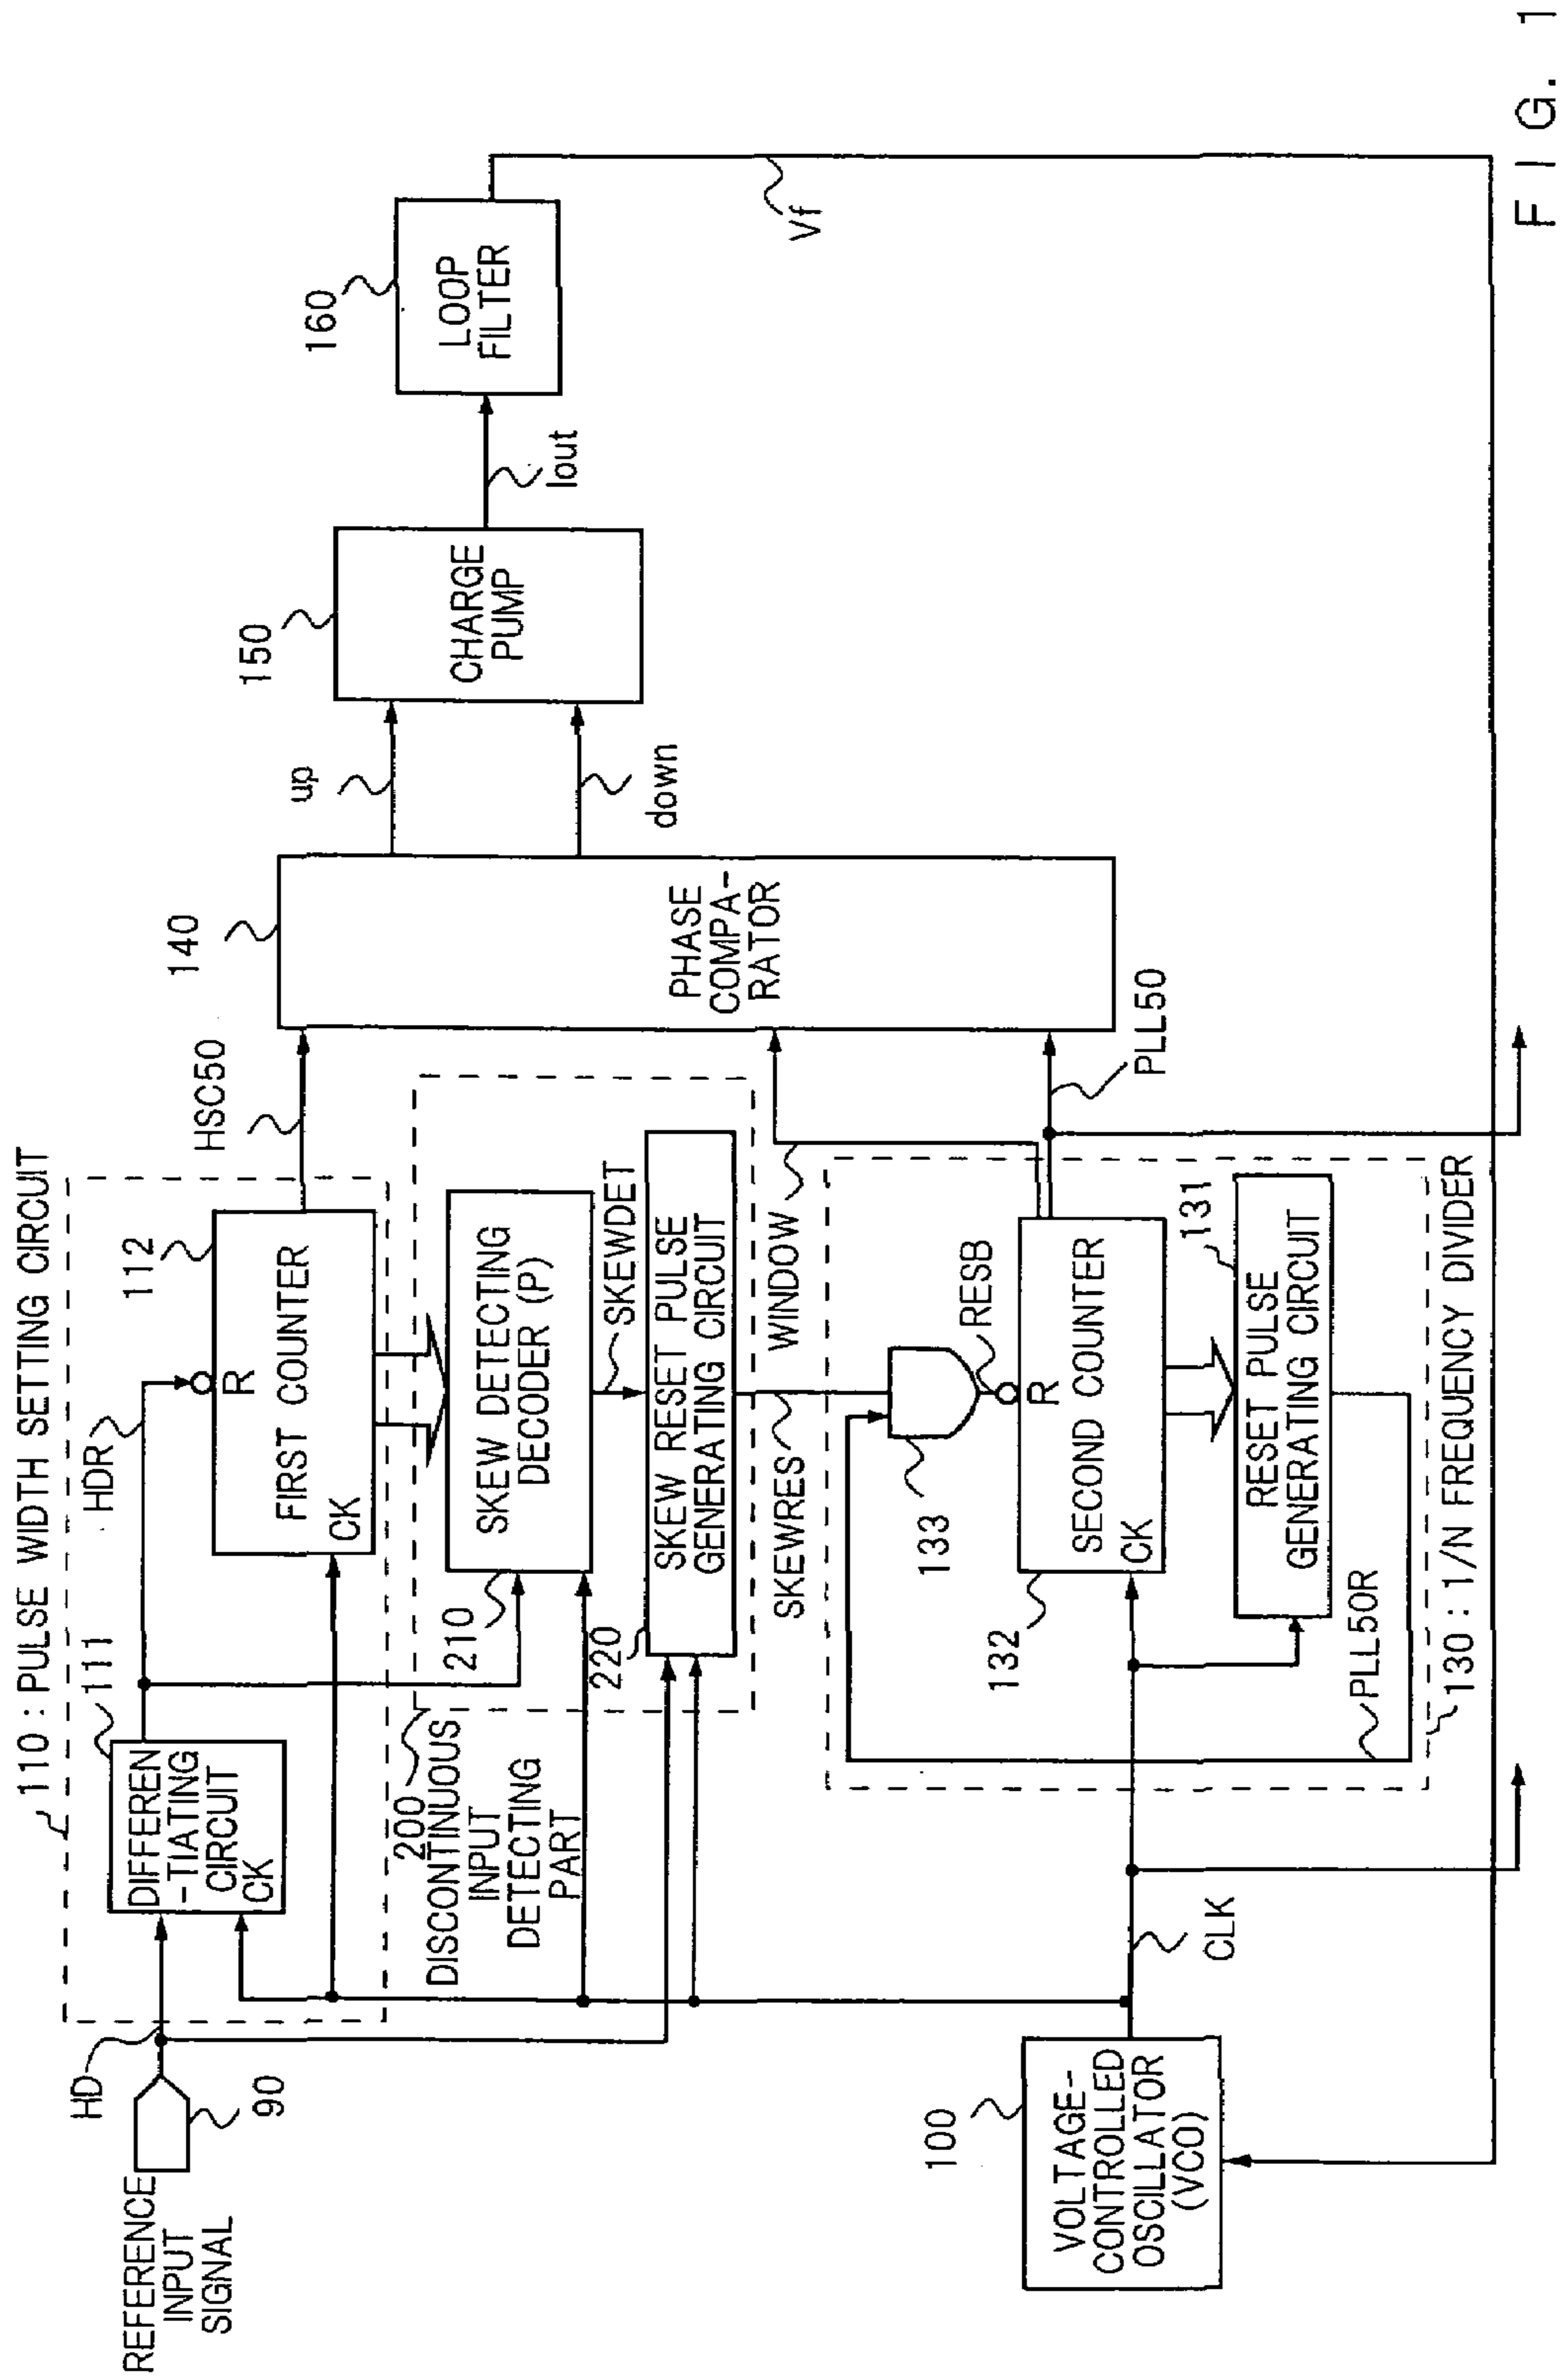 110 : PULSE WIDTH SETTING CIRCUIT
REFERENCE
INPUT
SIGNAL
90
HD
DIFFEREN
-TIATING
CIRCUIT
CK
111
HDR
R
FIRST COUNTER
CK
112
HSC50
200
DISCONTINUOUS
INPUT
DETECTING
PART
210
SKEW DETECTING
DECODER (P)
SKEWDET
220
SKEW RESET PULSE
GENERATING CIRCUIT
SKEWRES
WINDOW
140
PHASE
COMPA-
RATOR
up
down
150
CHARGE
PUMP
Iout
160
LOOP
FILTER
Vf
100
VOLTAGE-
CONTROLLED
OSCILLATOR
(VCO)
CLK
133
RESB
132
R
SECOND COUNTER
CK
PLL50
131
RESET PULSE
GENERATING CIRCUIT
PLL50R
130 : 1/N FREQUENCY DIVIDER
FIG. 1